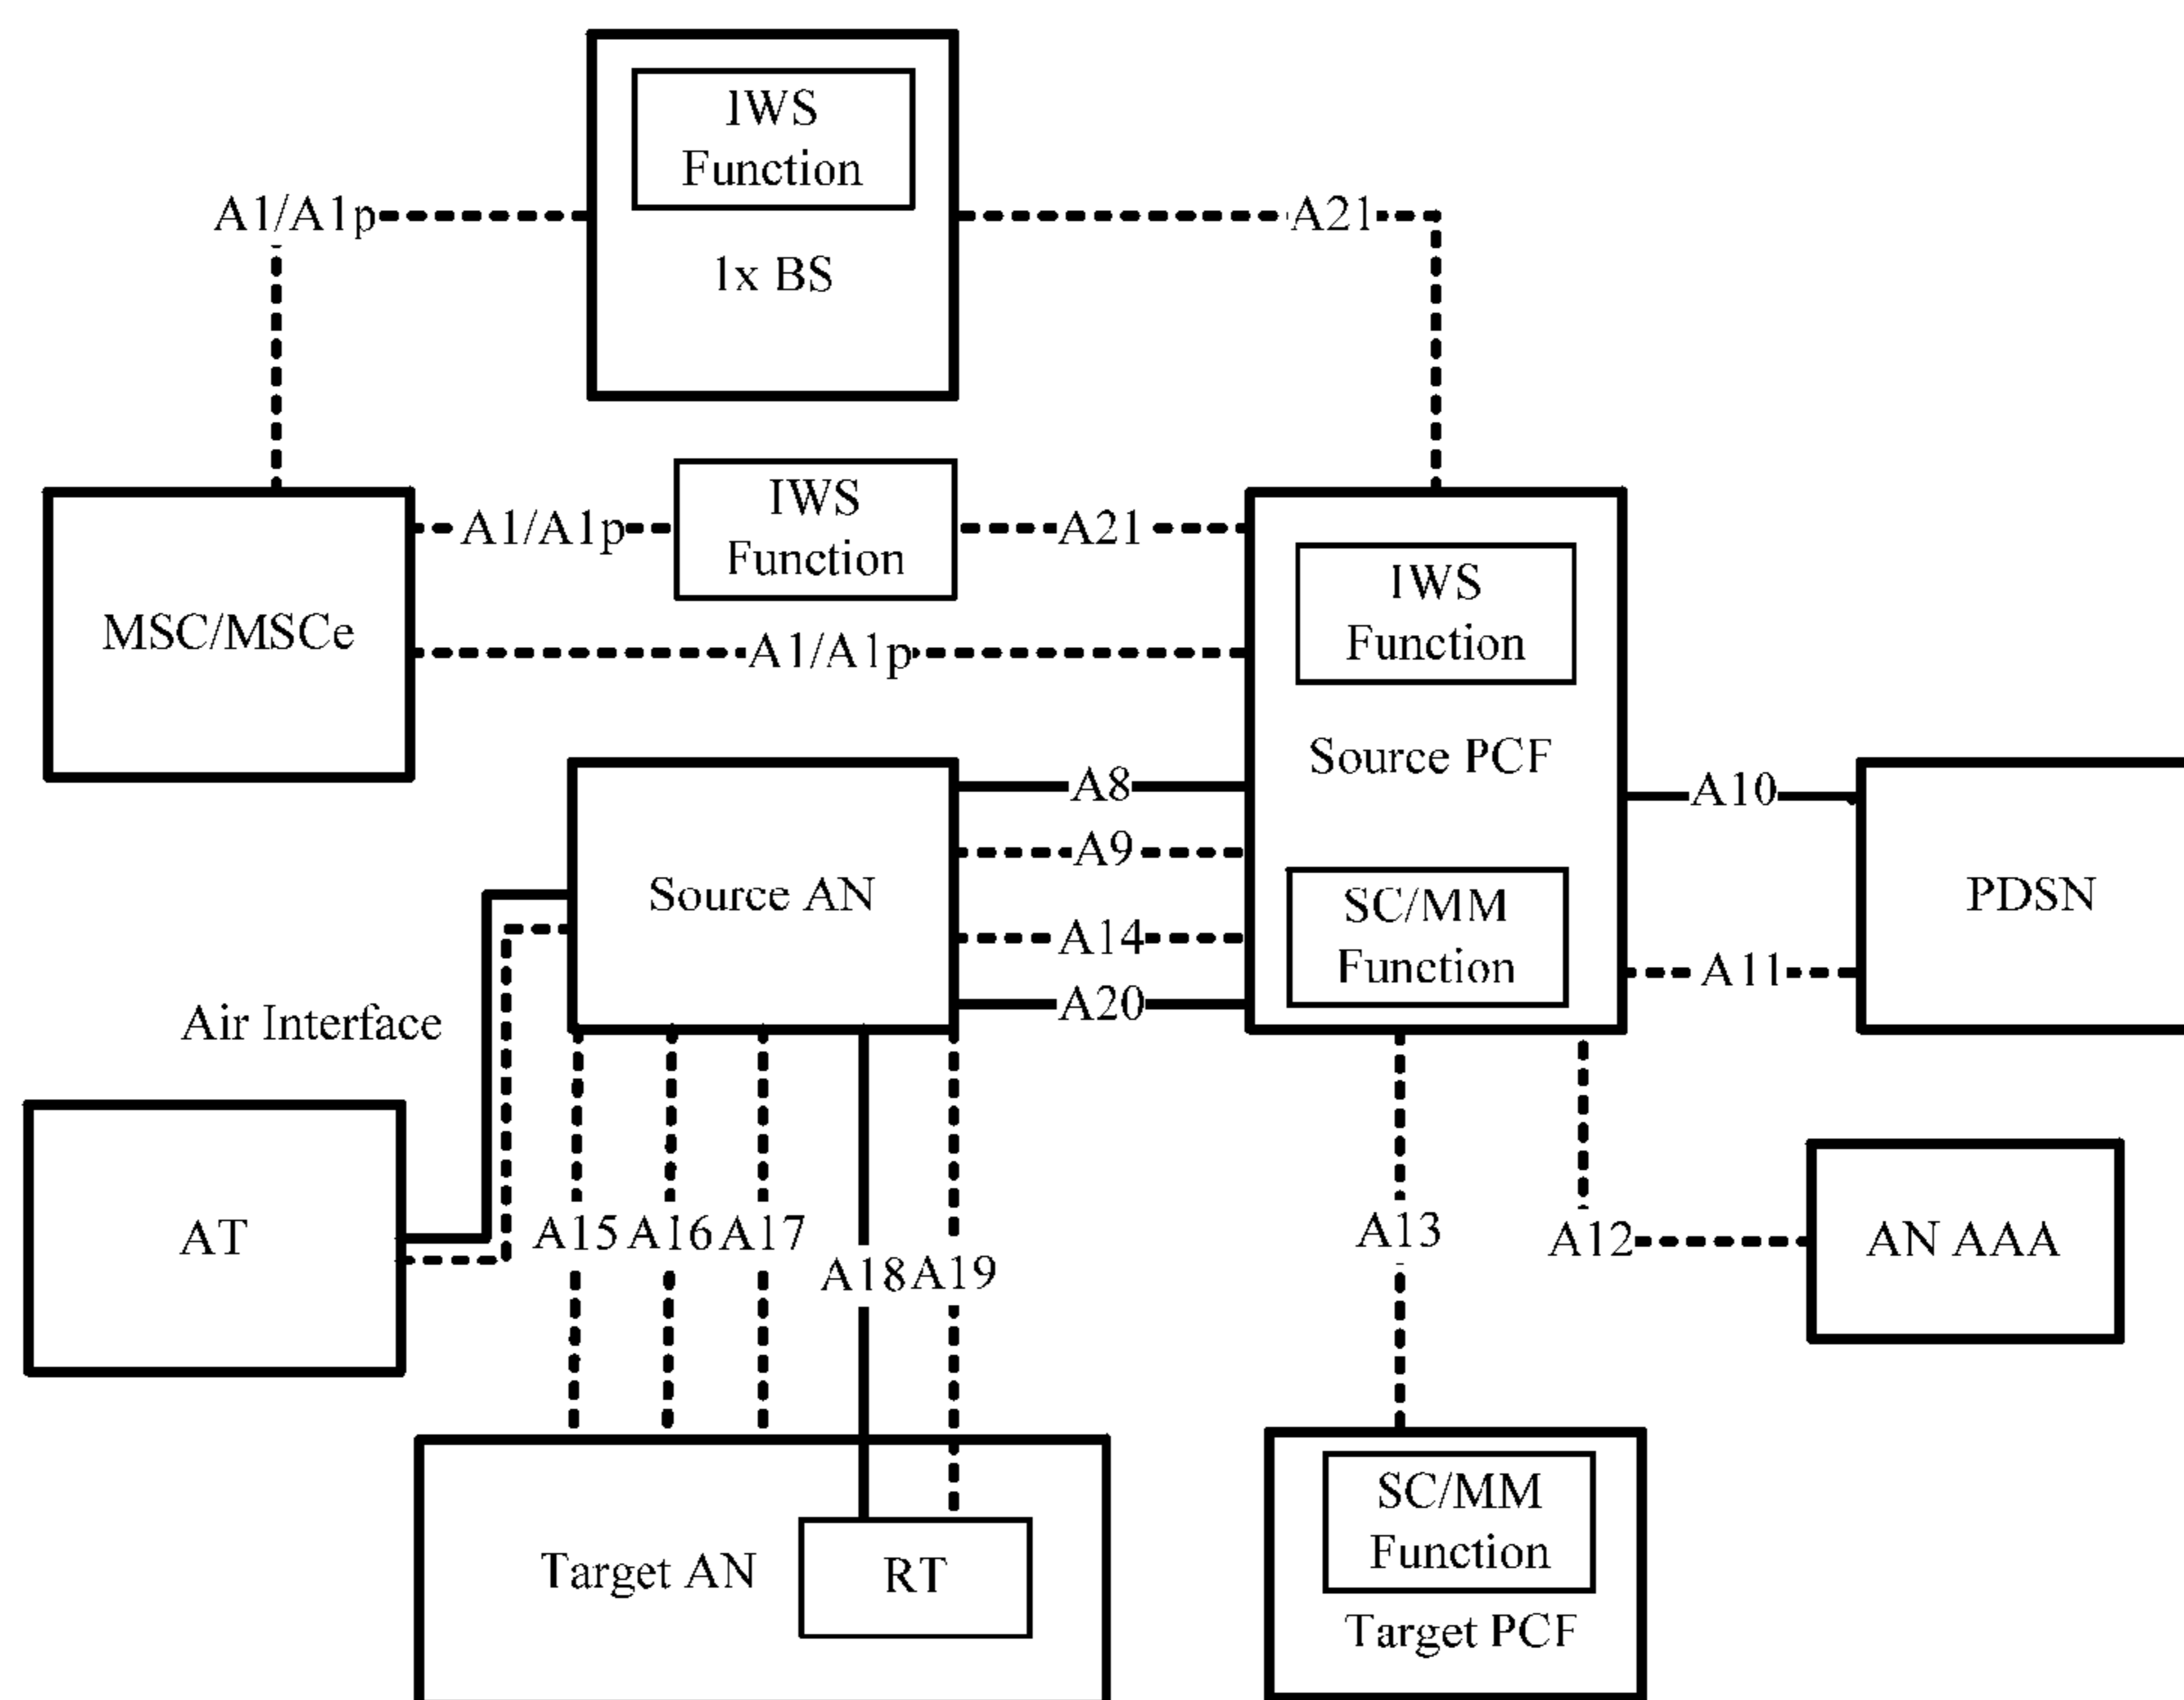 IWS
Function
A1/A1p
A21
1x BS
IWS
Function
A1/A1p
A21
IWS
Function
MSC/MSCe
A1/A1p
Source PCF
A8
A10
A9
Source AN
SC/MM
Function
PDSN
A14
A11
A20
Air Interface
A15
A16
A17
A13
A12
AN AAA
AT
A18
A19
SC/MM
Function
Target AN
RT
Target PCF